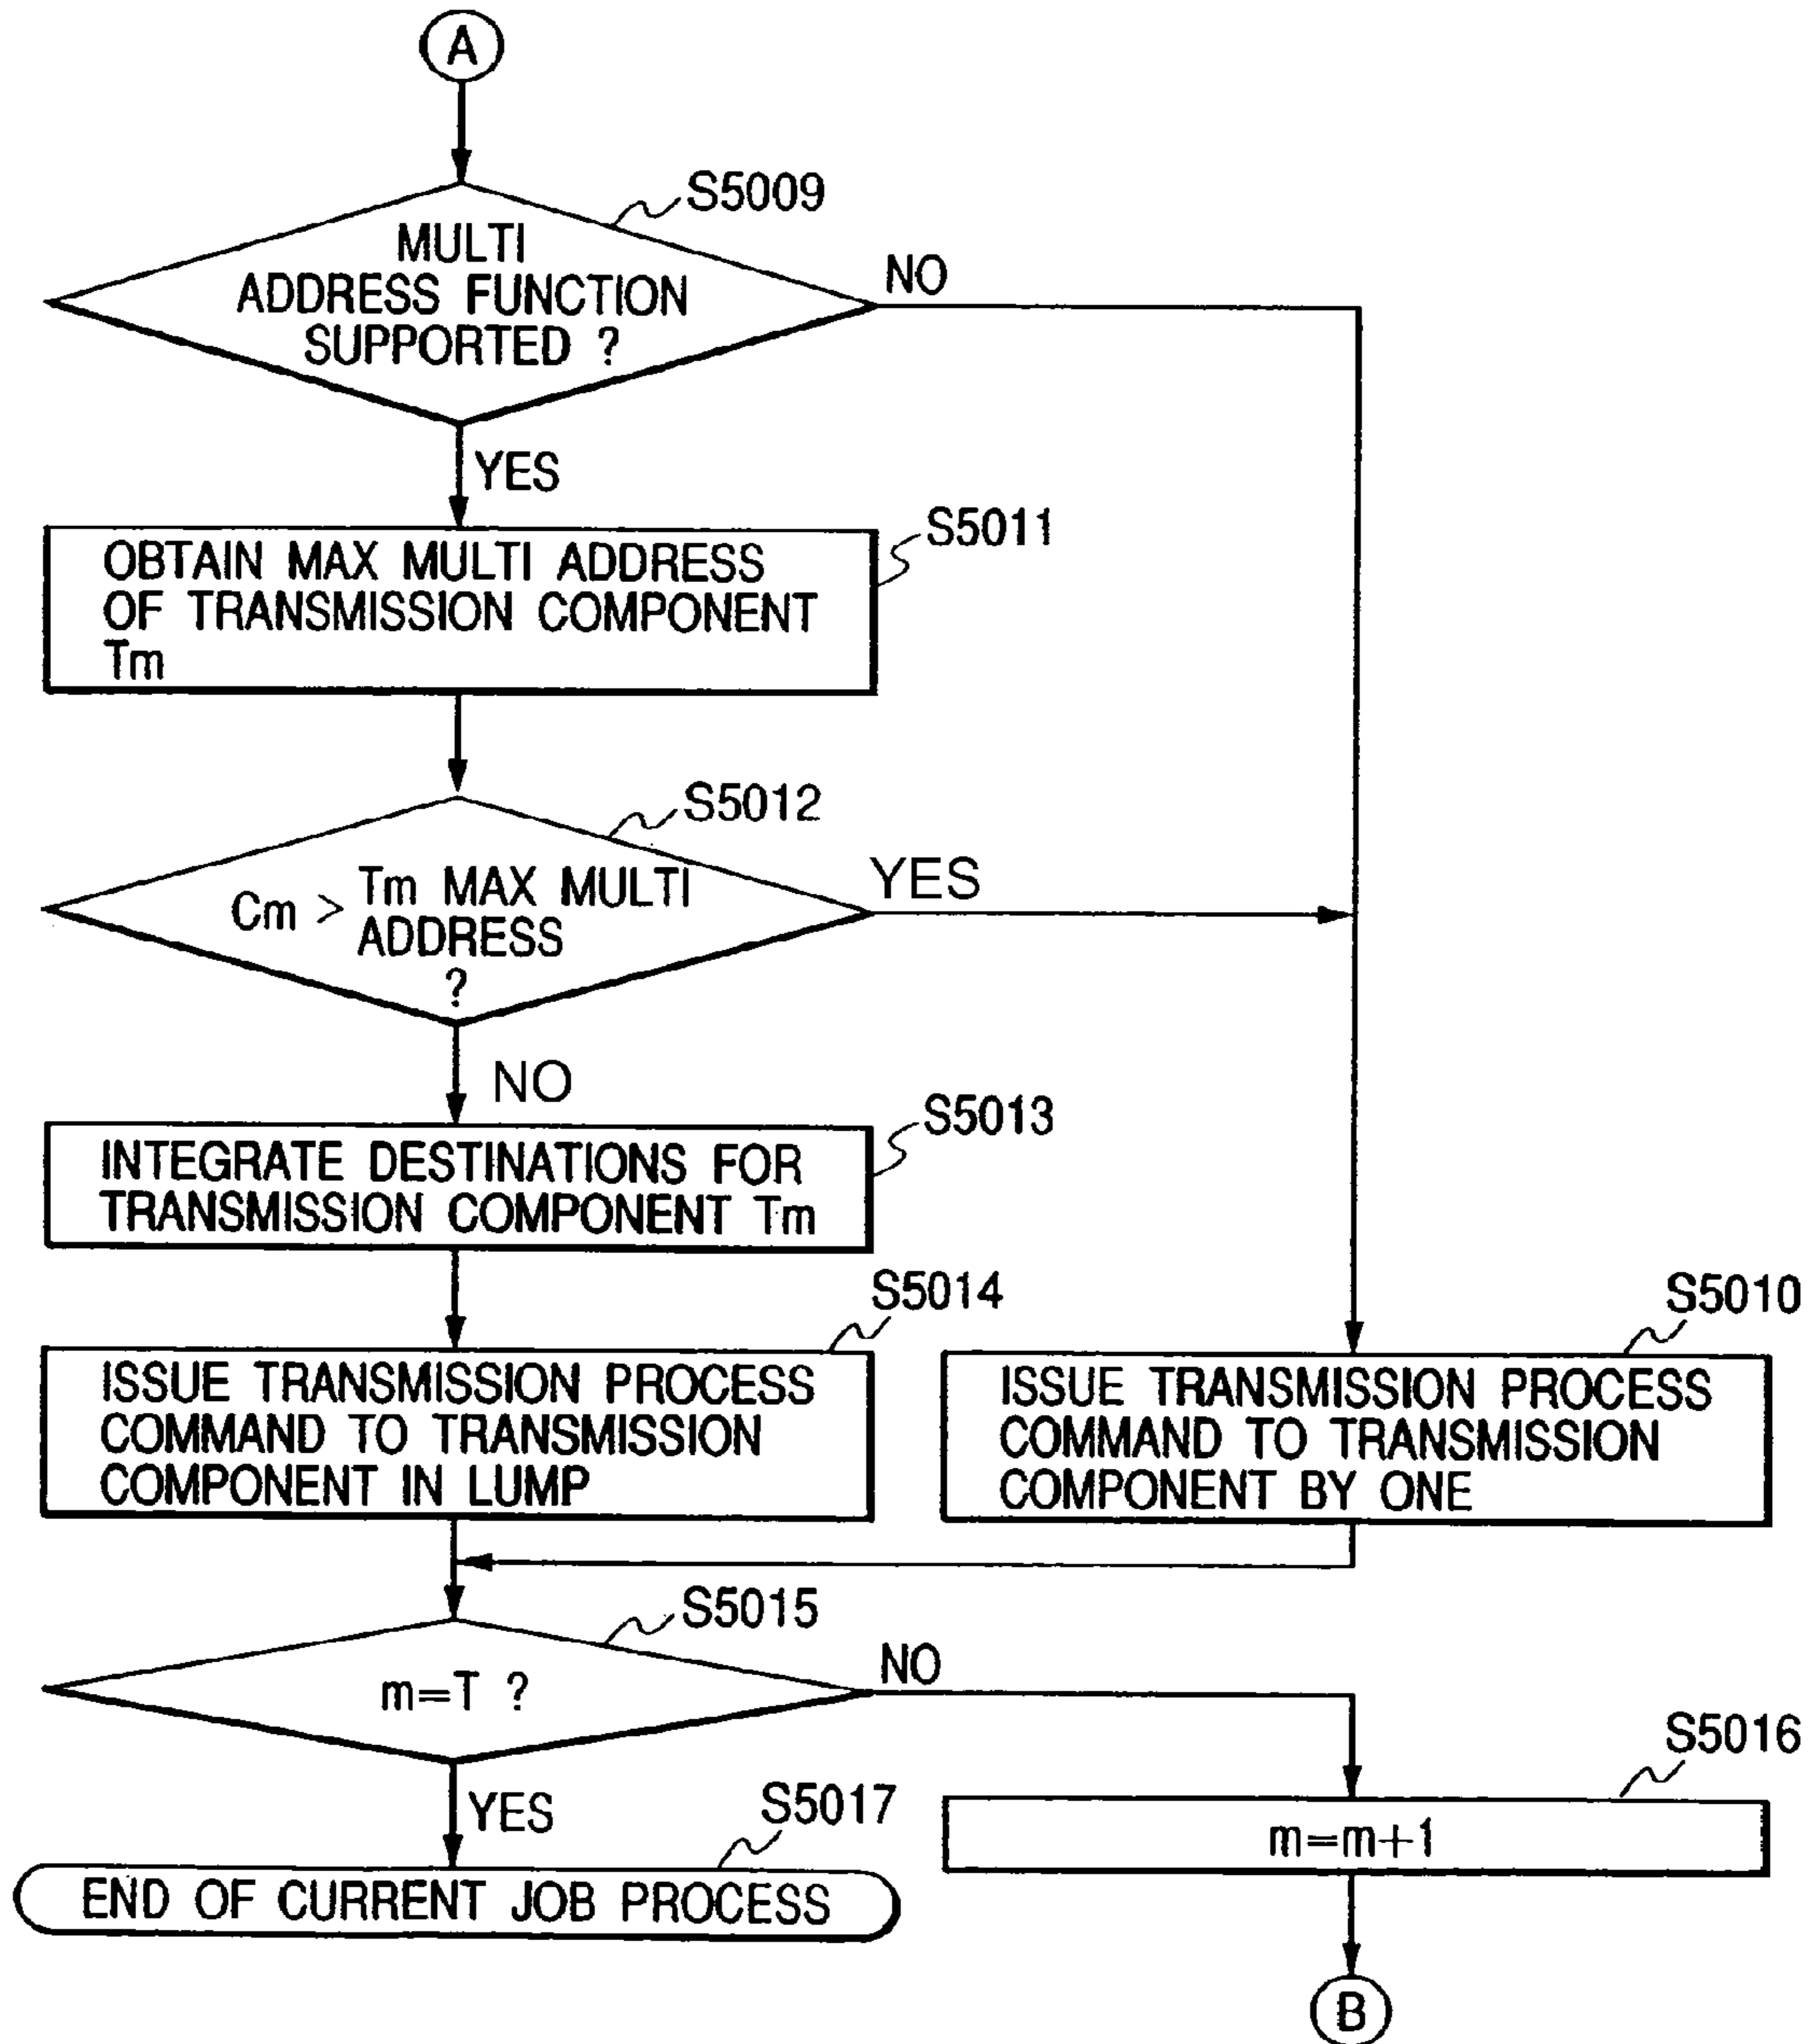 A
S5009
MULTI
ADDRESS FUNCTION
SUPPORTED ?
NO
YES
S5011
OBTAIN MAX MULTI ADDRESS
OF TRANSMISSION COMPONENT
Tm
S5012
Cm > Tm MAX MULTI
ADDRESS
?
YES
NO
S5013
INTEGRATE DESTINATIONS FOR
TRANSMISSION COMPONENT Tm
S5014
ISSUE TRANSMISSION PROCESS
COMMAND TO TRANSMISSION
COMPONENT IN LUMP
S5010
ISSUE TRANSMISSION PROCESS
COMMAND TO TRANSMISSION
COMPONENT BY ONE
S5015
m=T ?
NO
YES
S5016
m=m+1
S5017
END OF CURRENT JOB PROCESS
B